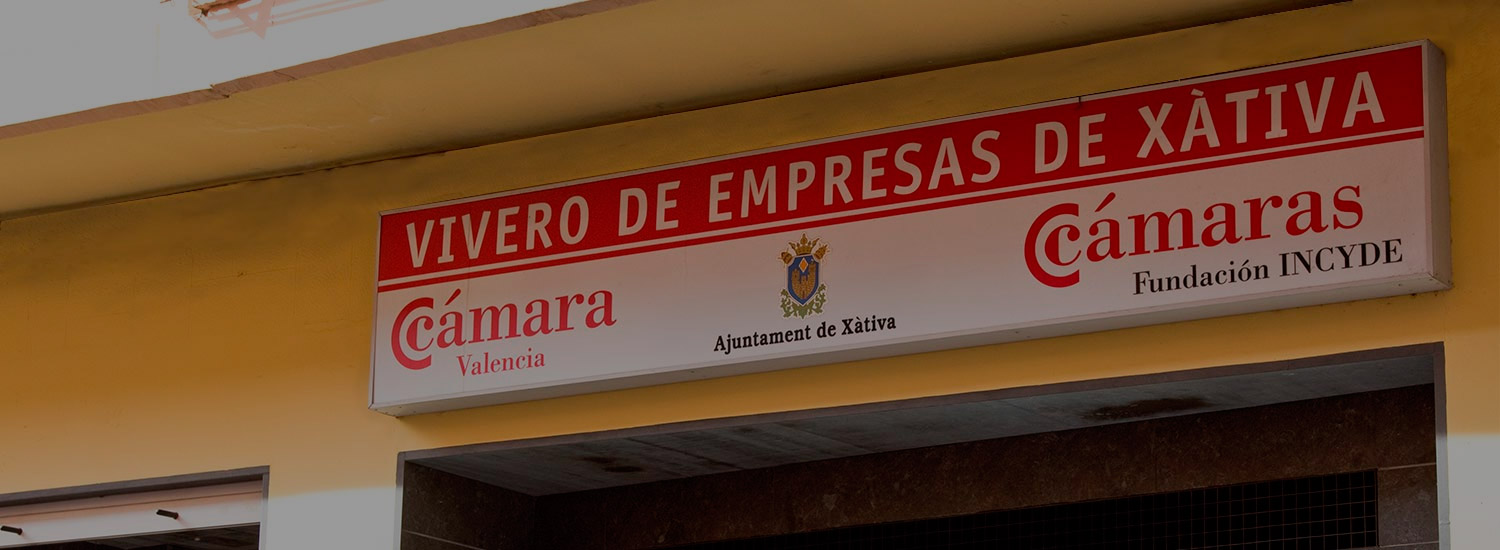 VIVERO DE EMPRESAS DE XÀTIVA
Cámara
Valencia
Ajuntament de Xàtiva
Cámaras
Fundación INCYDE